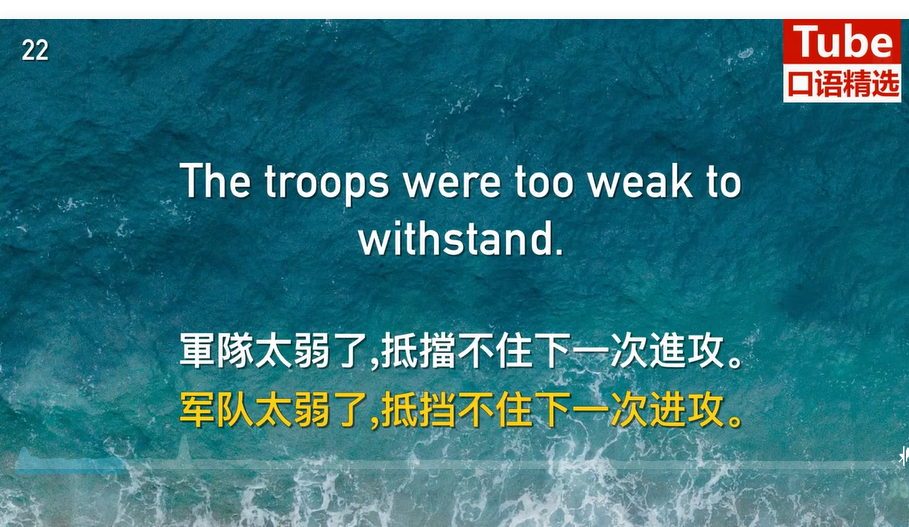 22
Tube
口语精选
The troops were too weak to
withstand.
軍隊太弱了,抵擋不住下一次進攻。
军队太弱了,抵挡不住下一次进攻。